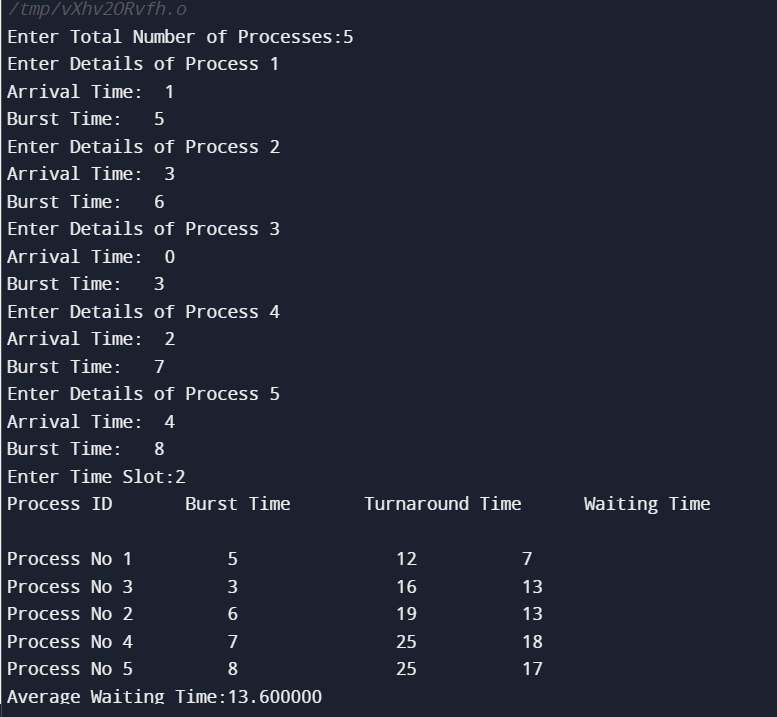 /tmp/vXhv2ORvfh.o
Enter Total Number of Processes:5
Enter Details of Process 1
Arrival Time:  1
Burst Time:   5
Enter Details of Process 2
Arrival Time:  3
Burst Time:   6
Enter Details of Process 3
Arrival Time:  0
Burst Time:   3
Enter Details of Process 4
Arrival Time:  2
Burst Time:   7
Enter Details of Process 5
Arrival Time:  4
Burst Time:   8
Enter Time Slot:2
Process ID       Burst Time       Turnaround Time      Waiting Time
Process No 1         5               12          7
Process No 3         3               16          13
Process No 2         6               19          13
Process No 4         7               25          18
Process No 5         8               25          17
Average Waiting Time:13.600000